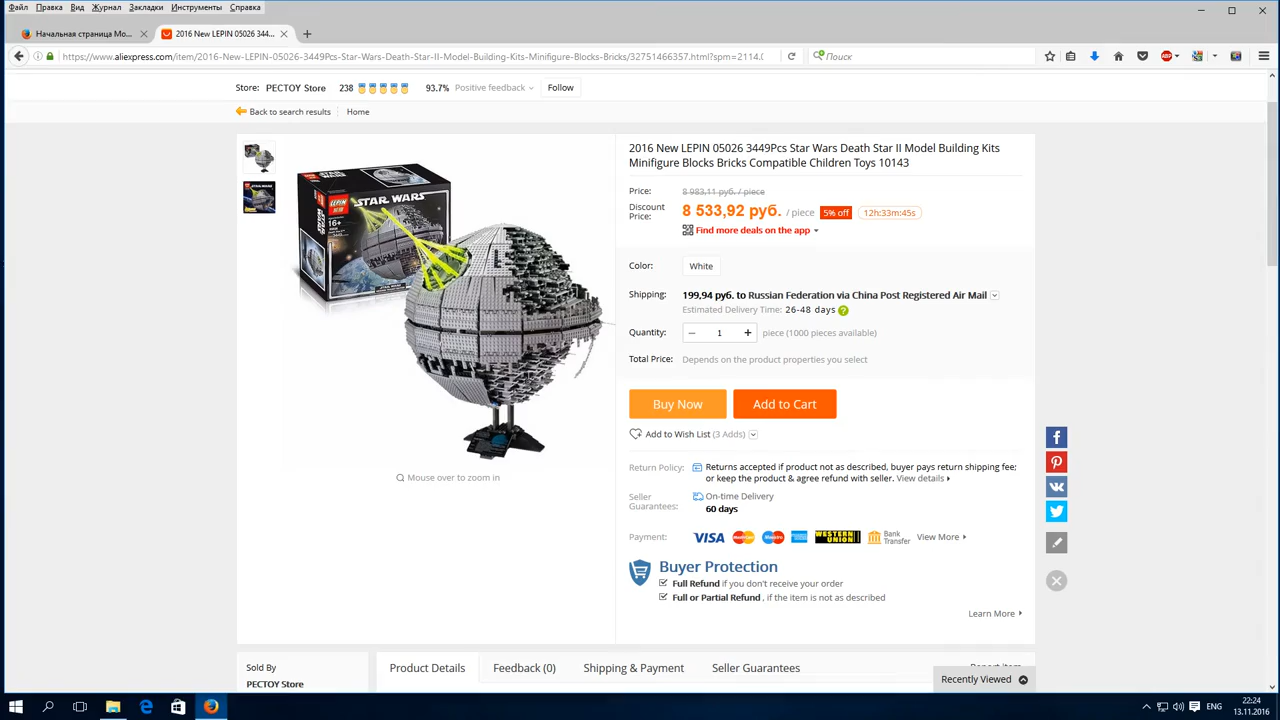 Файл Правка Вид Журнал Закладки Инструменты Справка
Начальная страница Mo... 2016 New LEPIN 05026 344...
https://www.aliexpress.com/item/2016-New-LEPIN-05026-3449Pcs-Star-Wars-Death-Star-II-Model-Building-Kits-Minifigure-Blocks-Bricks/32751466357.html?spm=2114.0 Поиск
Store: PECTOY Store 238 93.7% Positive feedback Follow
Back to search results Home
2016 New LEPIN 05026 3449Pcs Star Wars Death Star II Model Building Kits
Minifigure Blocks Bricks Compatible Children Toys 10143
Price: 8 983,11 руб. / piece
Discount Price: 8 533,92 руб. / piece 5% off 12h:33m:45s
Find more deals on the app
Color: White
Shipping: 199,94 руб. to Russian Federation via China Post Registered Air Mail
Estimated Delivery Time: 26-48 days
Quantity: 1 piece (1000 pieces available)
Total Price: Depends on the product properties you select
Buy Now Add to Cart
Add to Wish List (3 Adds)
Return Policy: Returns accepted if product not as described, buyer pays return shipping fee;
or keep the product & agree refund with seller. View details
Seller Guarantees: On-time Delivery
60 days
Payment: VISA MasterCard Maestro WESTERN UNION Bank Transfer View More
Buyer Protection
Full Refund if you don't receive your order
Full or Partial Refund , if the item is not as described
Learn More
LEPIN
STAR WARS
16+
Mouse over to zoom in
Sold By
PECTOY Store
Product Details Feedback (0) Shipping & Payment Seller Guarantees Report item
Recently Viewed
ENG
22:24
13.11.2016